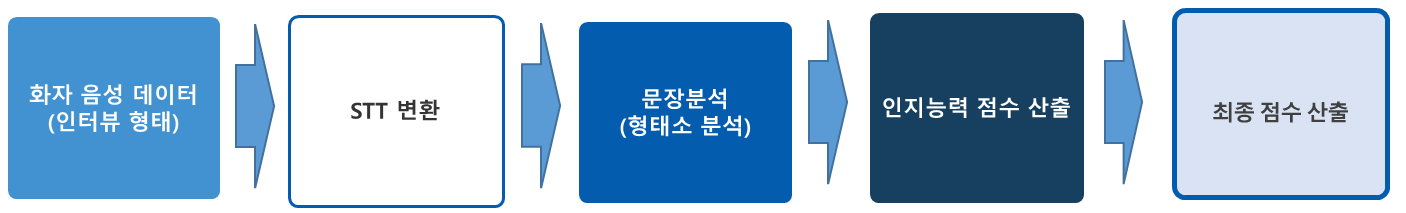 화자 음성 데이터
(인터뷰 형태)
STT 변환
문장분석
(형태소 분석)
인지능력 점수 산출
최종 점수 산출